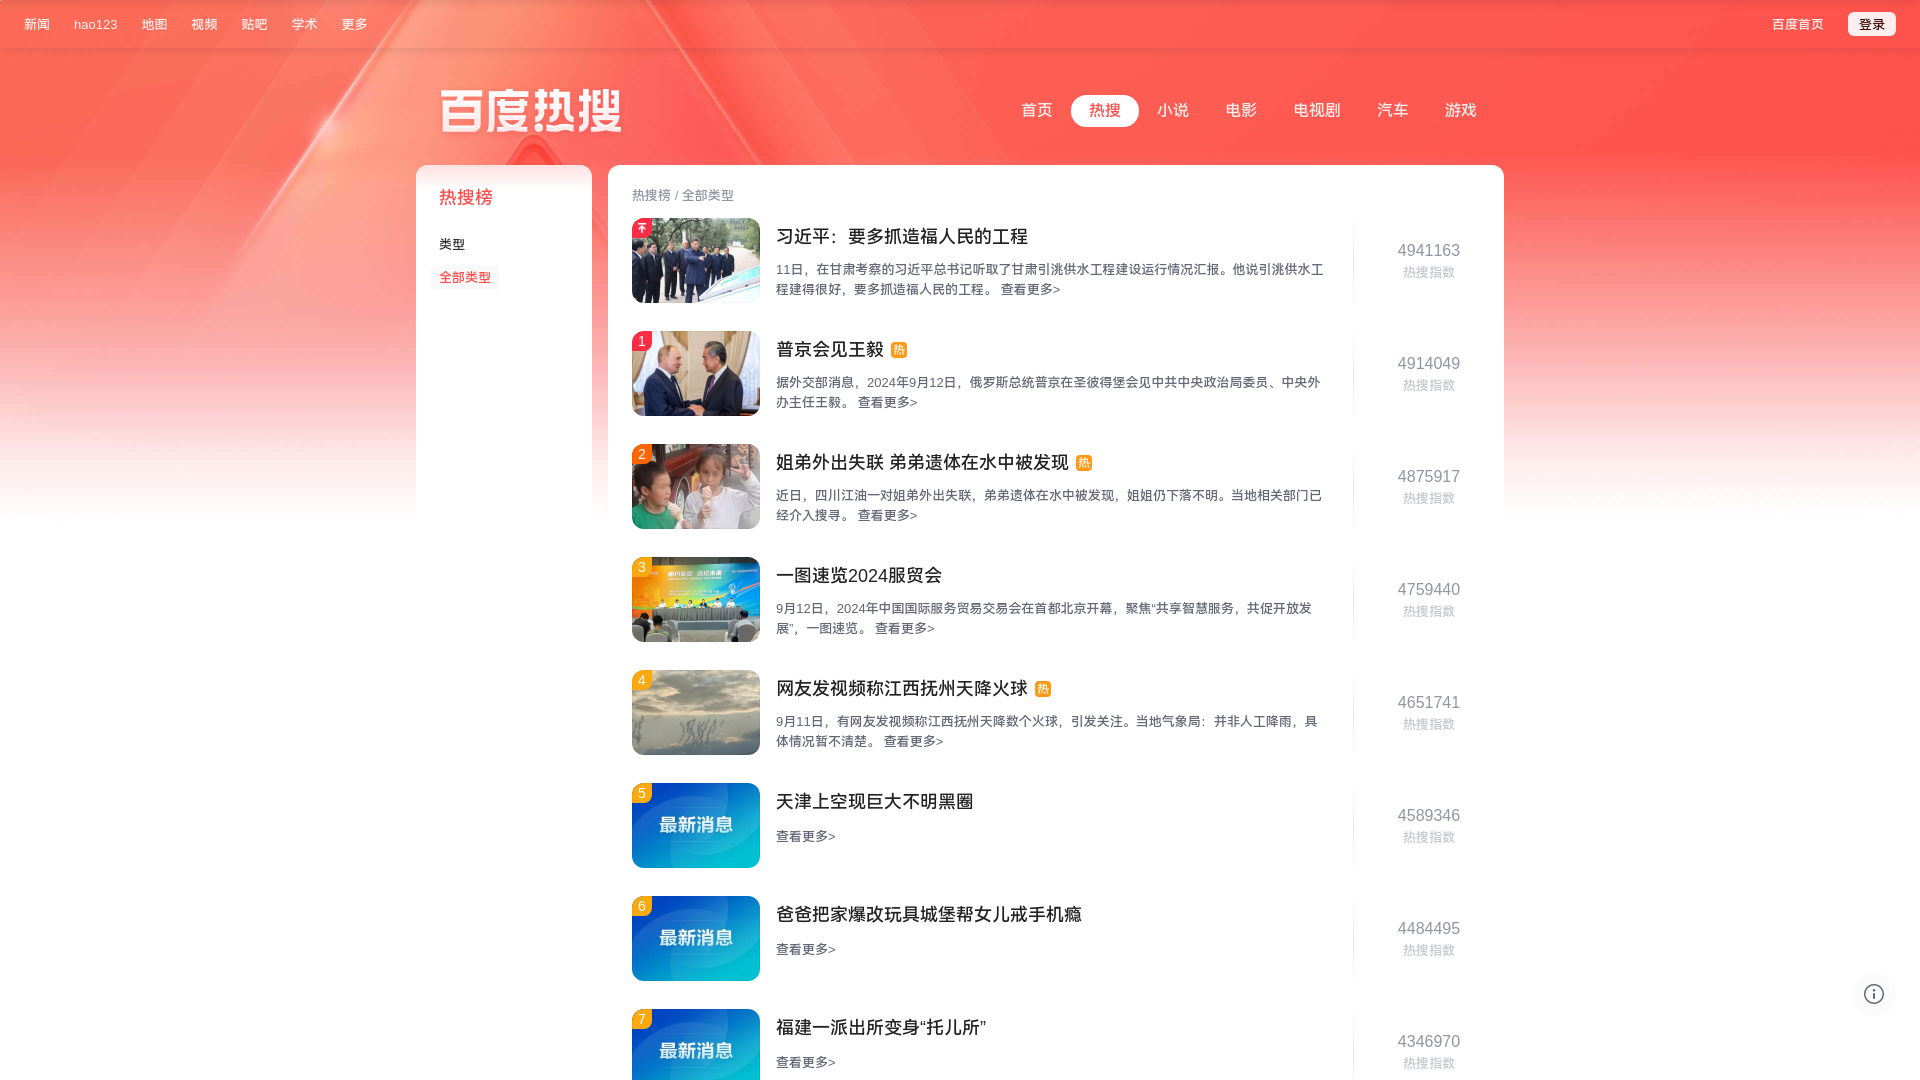 新闻
hao123
地图
视频
贴吧
学术
更多
百度首页
登录
百度热搜
首页
热搜
小说
电影
电视剧
汽车
游戏
热搜榜
类型
全部类型
热搜榜 / 全部类型
习近平：要多抓造福人民的工程
11日，在甘肃考察的习近平总书记听取了甘肃引洮供水工程建设运行情况汇报。他说引洮供水工
程建得很好，要多抓造福人民的工程。 查看更多>
4941163
热搜指数
1
普京会见王毅 热
据外交部消息，2024年9月12日，俄罗斯总统普京在圣彼得堡会见中共中央政治局委员、中央外
办主任王毅。 查看更多>
4914049
热搜指数
2
姐弟外出失联 弟弟遗体在水中被发现 热
近日，四川江油一对姐弟外出失联，弟弟遗体在水中被发现，姐姐仍下落不明。当地相关部门已
经介入搜寻。 查看更多>
4875917
热搜指数
3
一图速览2024服贸会
9月12日，2024年中国国际服务贸易交易会在首都北京开幕，聚焦“共享智慧服务，共促开放发
展”，一图速览。 查看更多>
4759440
热搜指数
4
网友发视频称江西抚州天降火球 热
9月11日，有网友发视频称江西抚州天降数个火球，引发关注。当地气象局：并非人工降雨，具
体情况暂不清楚。 查看更多>
4651741
热搜指数
5
最新消息
天津上空现巨大不明黑圈
查看更多>
4589346
热搜指数
6
最新消息
爸爸把家爆改玩具城堡帮女儿戒手机瘾
查看更多>
4484495
热搜指数
7
最新消息
福建一派出所变身“托儿所”
查看更多>
4346970
热搜指数